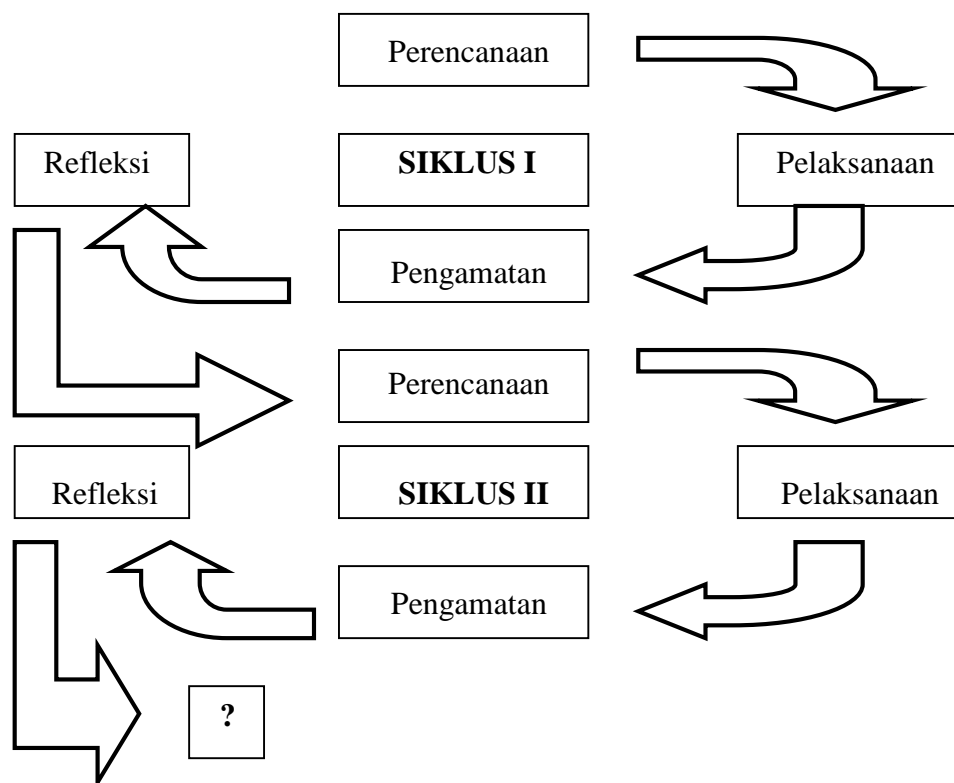 Perencanaan
Refleksi
SIKLUS I
Pelaksanaan
Pengamatan
Perencanaan
Refleksi
SIKLUS II
Pelaksanaan
Pengamatan
?